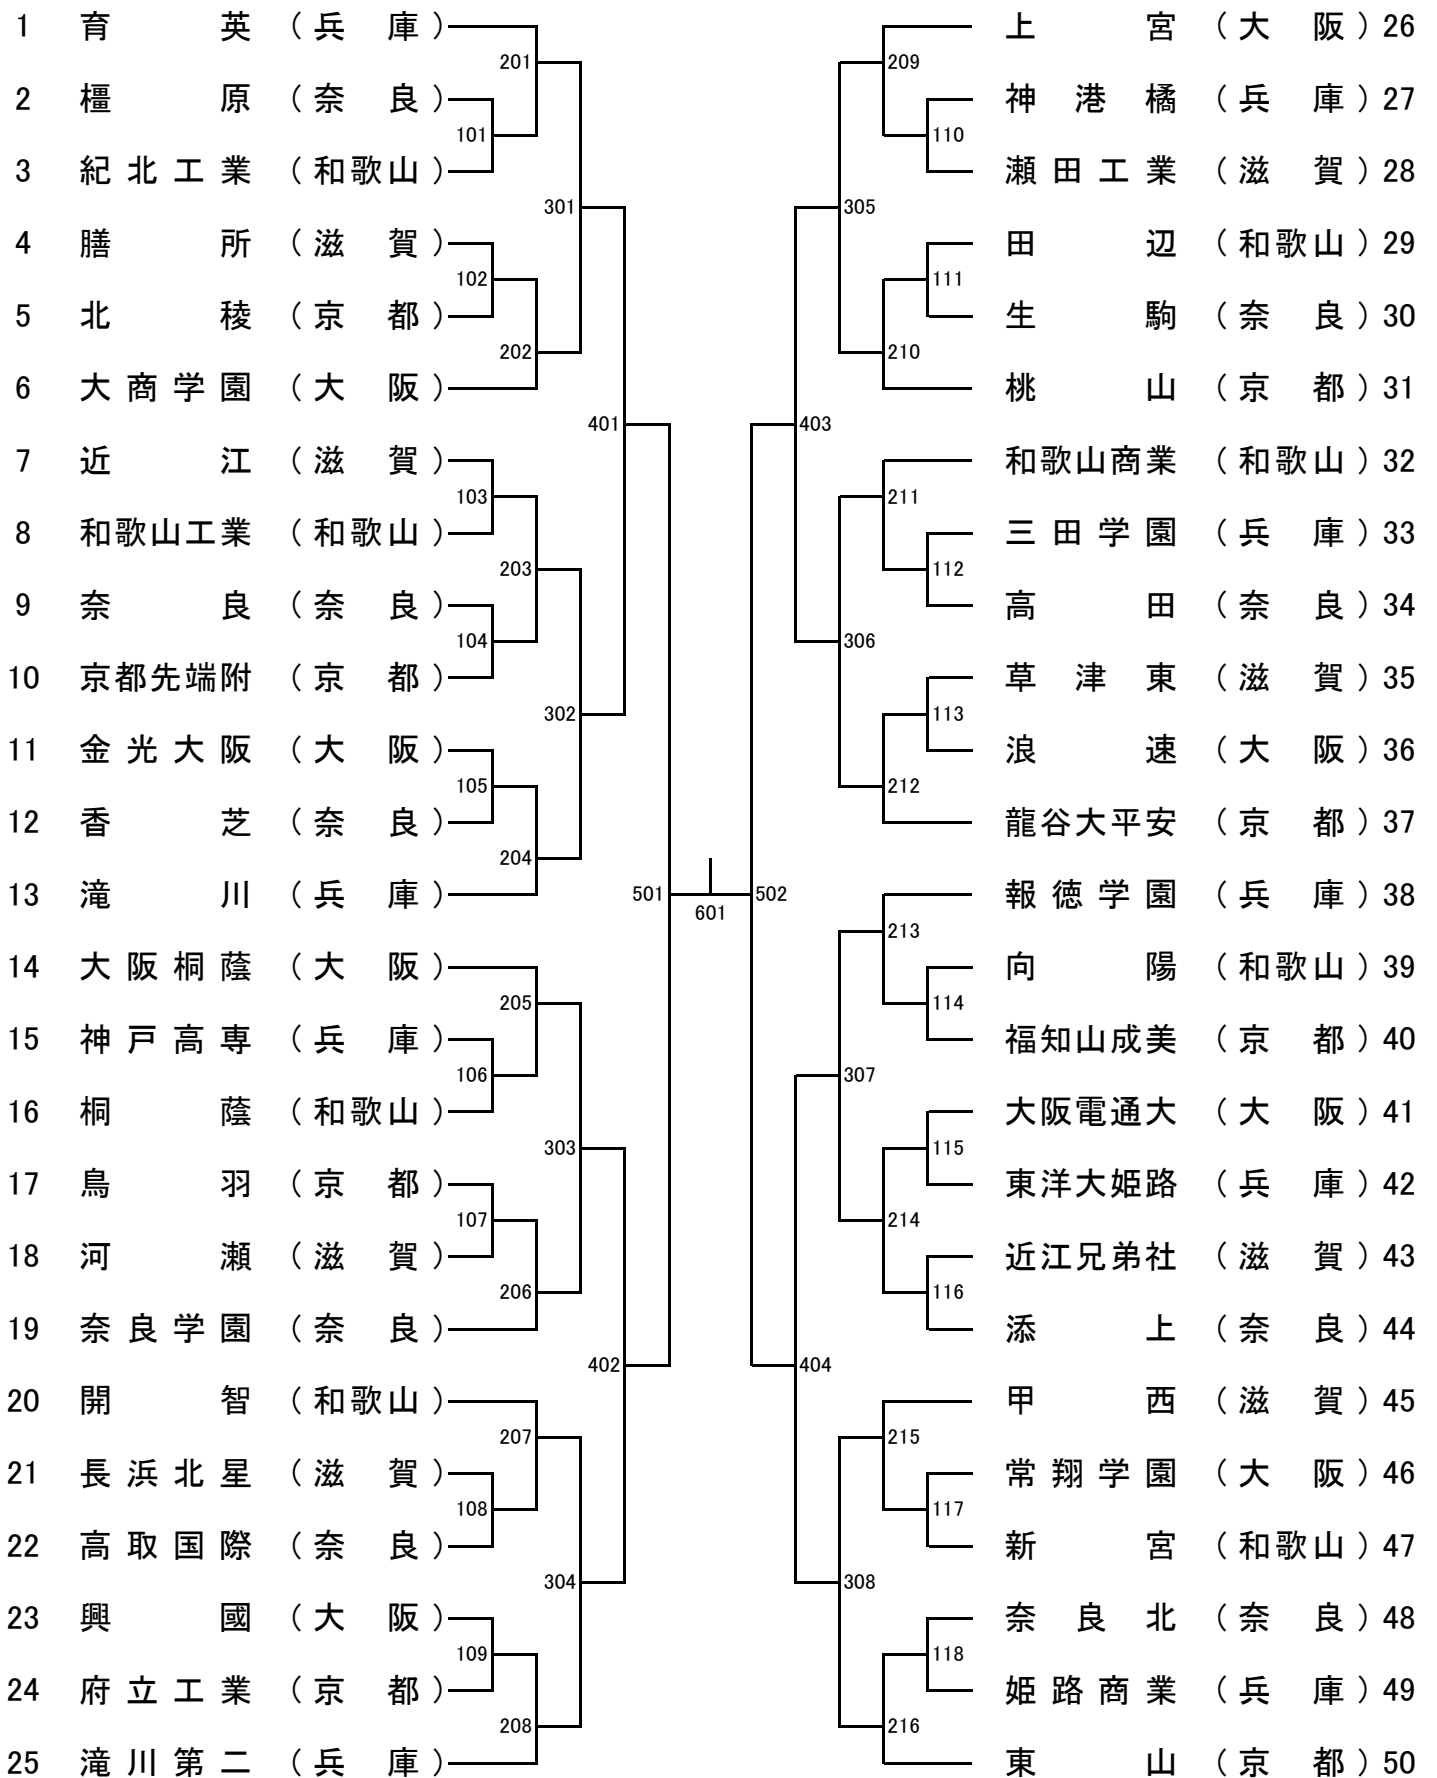 1 育英 (兵庫)
201
2 橿原 (奈良)
101
3 紀北工業 (和歌山)
301
4 膳所 (滋賀)
102
5 北稜 (京都)
202
6 大商学園 (大阪)
401
7 近江 (滋賀)
103
8 和歌山工業 (和歌山)
203
9 奈良 (奈良)
104
10 京都先端附 (京都)
302
11 金光大阪 (大阪)
105
12 香芝 (奈良)
204
13 滝川 (兵庫)
501
14 大阪桐蔭 (大阪)
205
15 神戸高専 (兵庫)
106
16 桐蔭 (和歌山)
303
17 鳥羽 (京都)
107
18 河瀬 (滋賀)
206
19 奈良学園 (奈良)
402
20 開智 (和歌山)
207
21 長浜北星 (滋賀)
108
22 高取国際 (奈良)
304
23 興國 (大阪)
109
24 府立工業 (京都)
208
25 滝川第二 (兵庫)
601
上宮 (大阪) 26
209
神港橘 (兵庫) 27
110
瀬田工業 (滋賀) 28
305
田辺 (和歌山) 29
111
生駒 (奈良) 30
210
桃山 (京都) 31
403
和歌山商業 (和歌山) 32
211
三田学園 (兵庫) 33
112
高田 (奈良) 34
306
草津東 (滋賀) 35
113
浪速 (大阪) 36
212
龍谷大平安 (京都) 37
502
報徳学園 (兵庫) 38
213
向陽 (和歌山) 39
114
福知山成美 (京都) 40
307
大阪電通大 (大阪) 41
115
東洋大姫路 (兵庫) 42
214
近江兄弟社 (滋賀) 43
116
添上 (奈良) 44
404
甲西 (滋賀) 45
215
常翔学園 (大阪) 46
117
新宮 (和歌山) 47
308
奈良北 (奈良) 48
118
姫路商業 (兵庫) 49
216
東山 (京都) 50